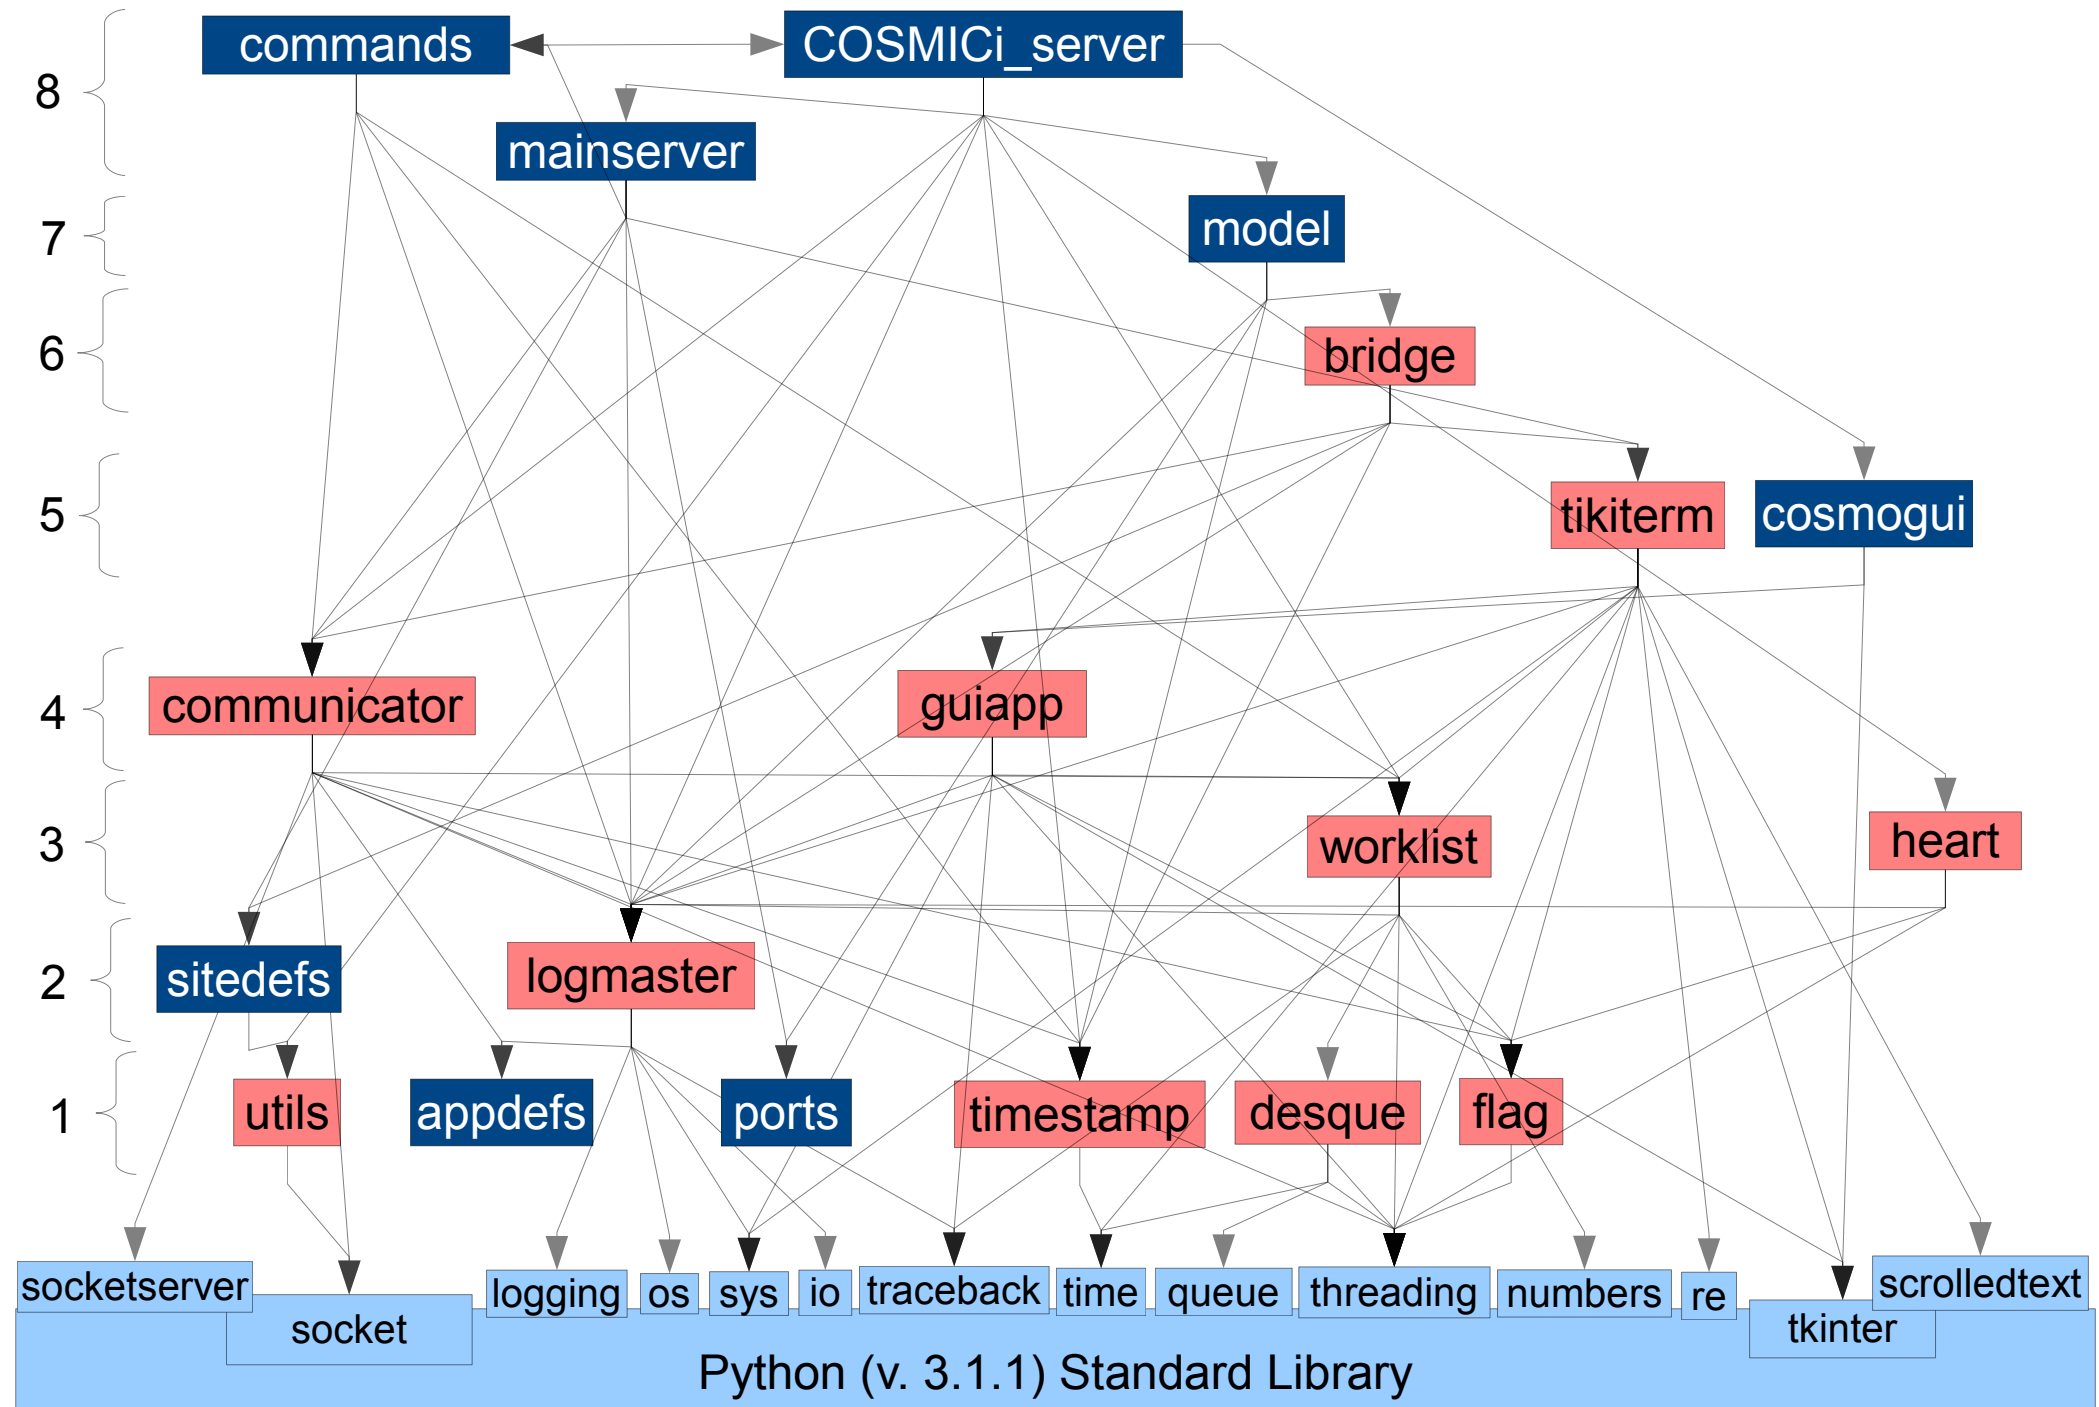 commands
COSMICi_server
8
mainserver
7
model
6
bridge
5
tikiterm
cosmogui
4
communicator
guiapp
3
worklist
heart
2
sitedefs
logmaster
1
utils
appdefs
ports
timestamp
desque
flag
socketserver
socket
logging
os
sys
io
traceback
time
queue
threading
numbers
re
tkinter
scrolledtext
Python (v. 3.1.1) Standard Library